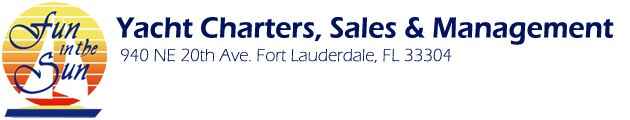 Fun
in the
Sun
Yacht Charters, Sales & Management
940 NE 20th Ave. Fort Lauderdale, FL 33304